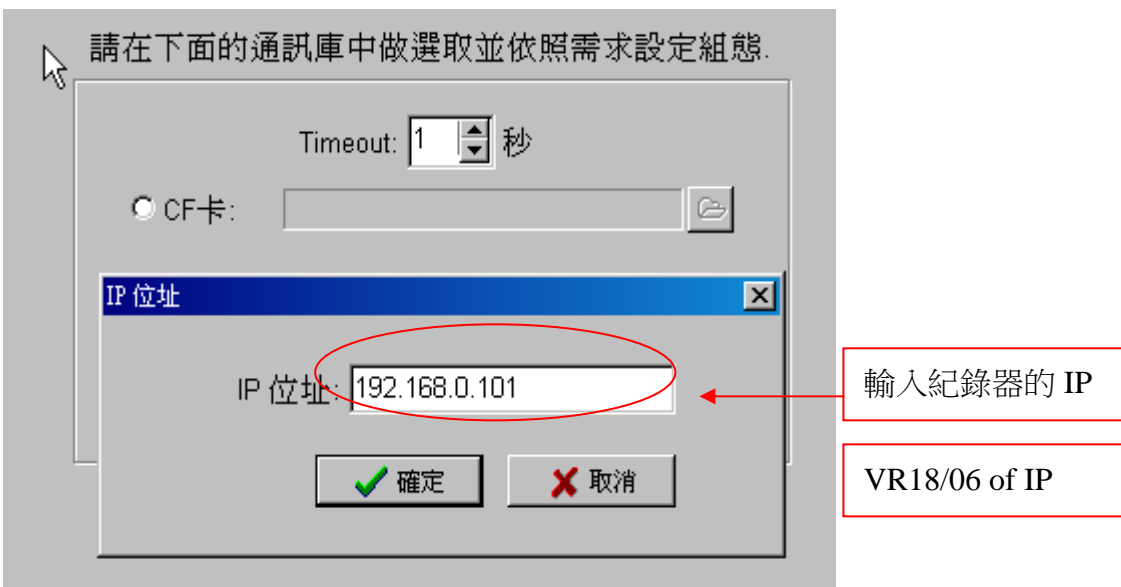 請在下面的通訊庫中做選取並依照需求設定組態.
Timeout: 1 秒
CF卡:
IP 位址
IP 位址: 192.168.0.101
輸入紀錄器的 IP
確定 取消
VR18/06 of IP